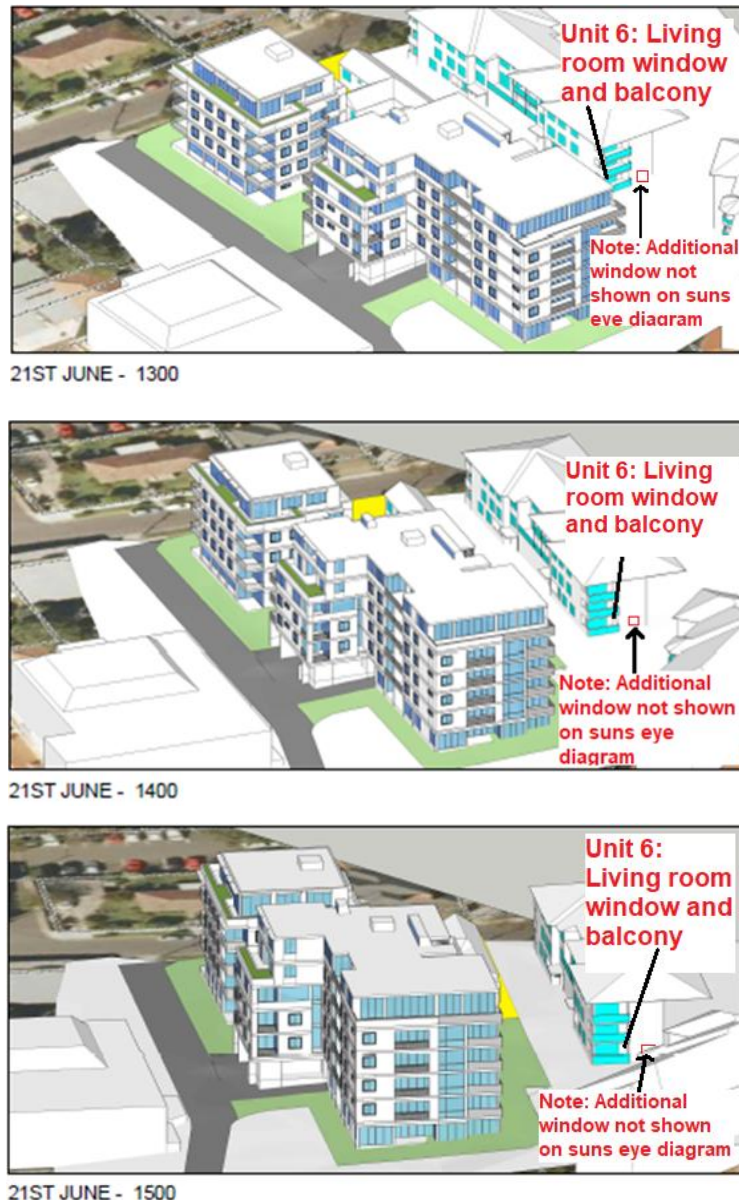 Unit 6: Living
room window
and balcony
Note: Additional
window not
shown on suns
eye diagram
21ST JUNE - 1300
Unit 6: Living
room window
and balcony
Note: Additional
window not shown
on suns eye
diagram
21ST JUNE - 1400
Unit 6:
Living room
window and
balcony
Note: Additional
window not shown
on suns eye diagram
21ST JUNE - 1500